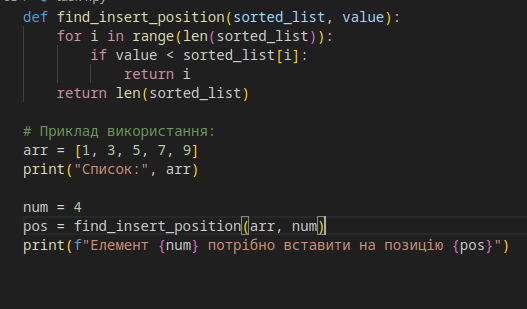 def find_insert_position(sorted_list, value):
    for i in range(len(sorted_list)):
        if value < sorted_list[i]:
            return i
    return len(sorted_list)

# Приклад використання:
arr = [1, 3, 5, 7, 9]
print("Список:", arr)

num = 4
pos = find_insert_position(arr, num)
print(f"Елемент {num} потрібно вставити на позицію {pos}")